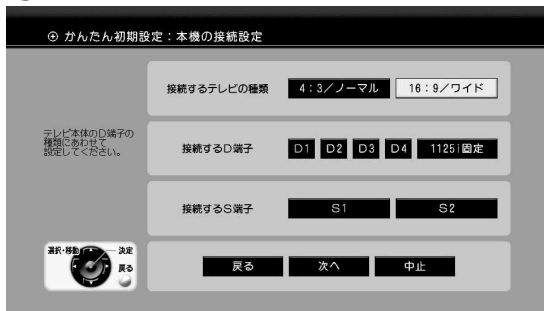 かんたん初期設定：本機の接続設定
接続するテレビの種類 4：3／ノーマル 16：9／ワイド
テレビ本体のD端子の
種類にあわせて
設定してください。
接続するD端子 D1 D2 D3 D4 1125i固定
接続するS端子 S1 S2
選択・移動 決定
戻る
戻る 次へ 中止